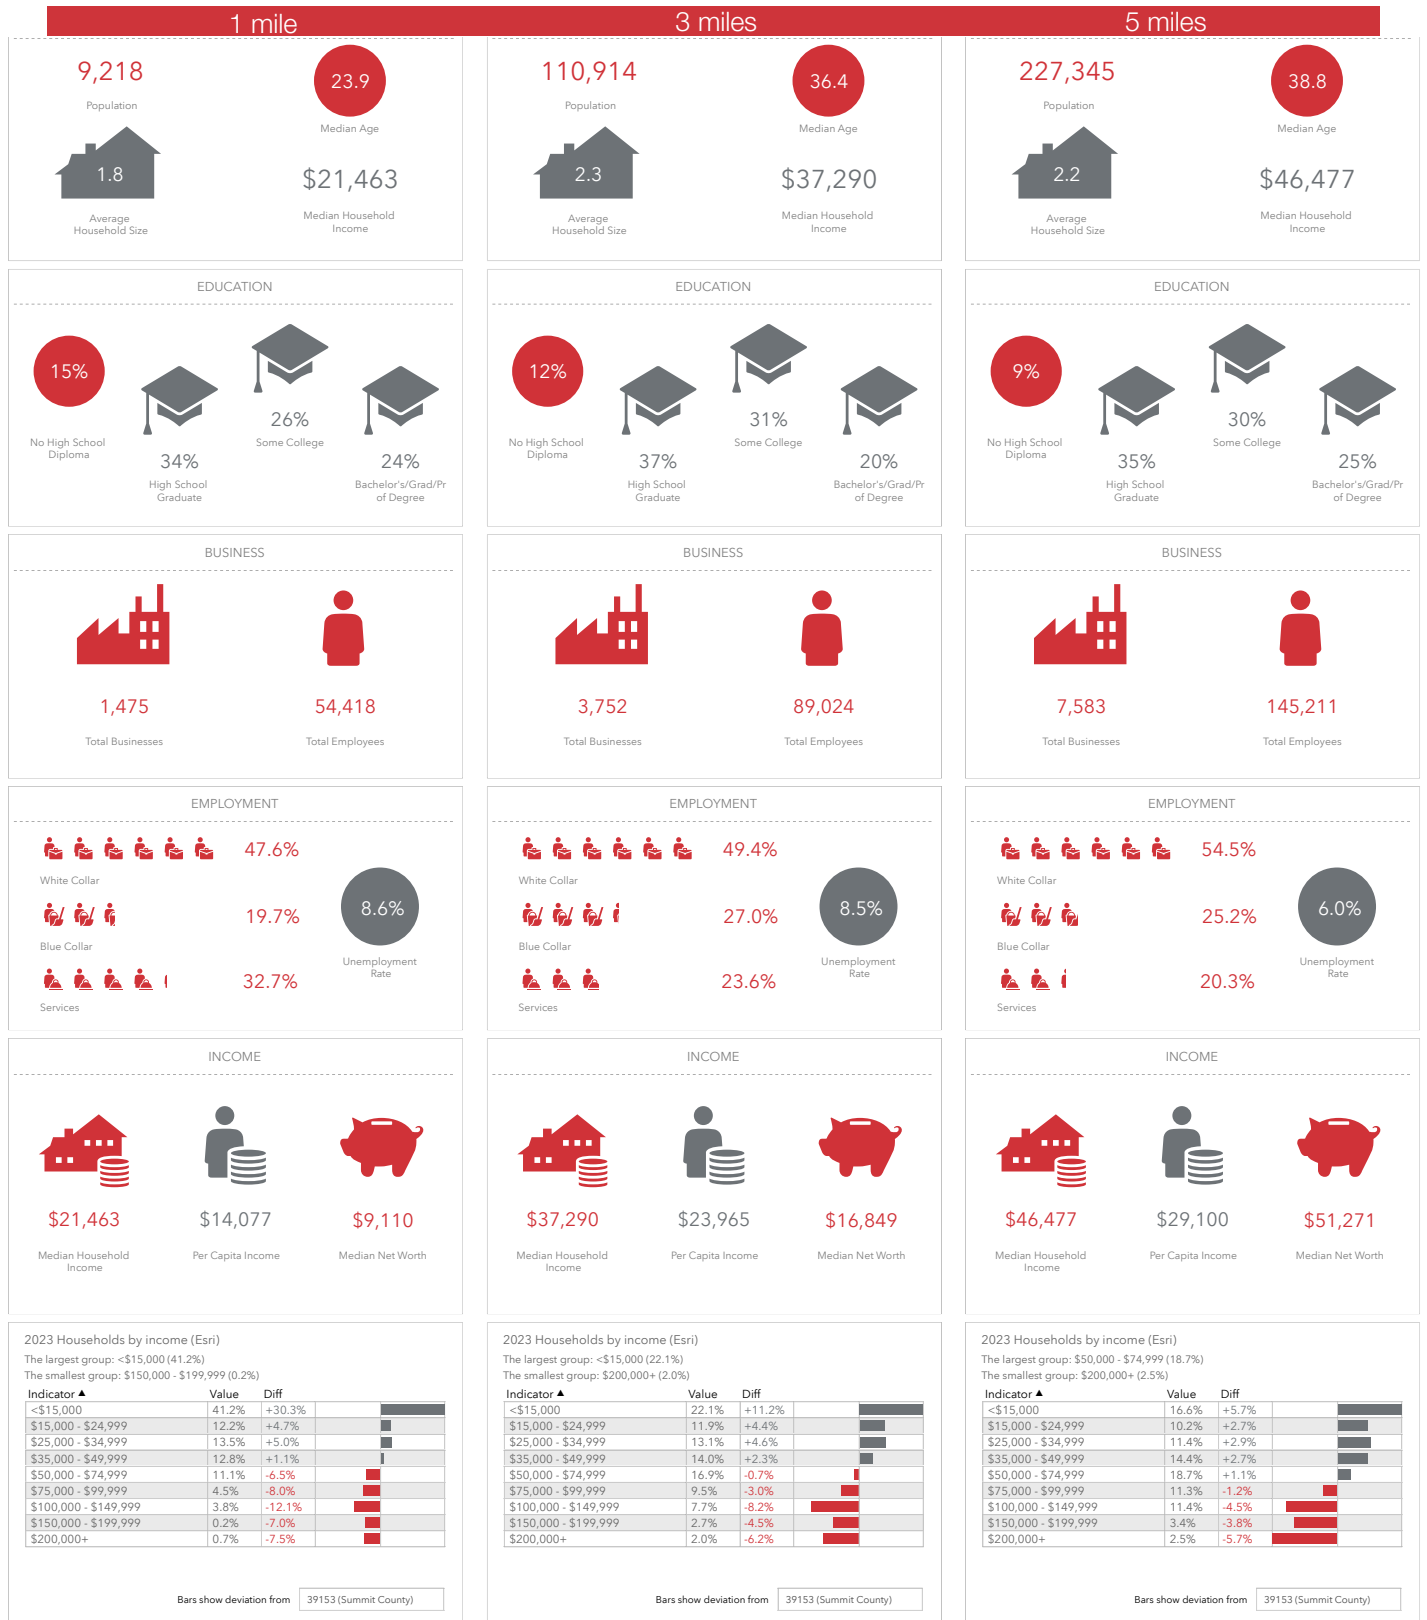 1 mile
3 miles
5 miles
9,218
Population
23.9
Median Age
1.8
Average
Household Size
$21,463
Median Household
Income
EDUCATION
15%
No High School
Diploma
34%
High School
Graduate
26%
Some College
24%
Bachelor's/Grad/Pr
of Degree
BUSINESS
1,475
Total Businesses
54,418
Total Employees
EMPLOYMENT
47.6%
White Collar
19.7%
Blue Collar
32.7%
Services
8.6%
Unemployment
Rate
INCOME
$21,463
Median Household
Income
$14,077
Per Capita Income
$9,110
Median Net Worth
2023 Households by income (Esri)
The largest group: <$15,000 (41.2%)
The smallest group: $150,000 - $199,999 (0.2%)
Indicator ▲ Value Diff
<$15,000 41.2% +30.3%
$15,000 - $24,999 12.2% +4.7%
$25,000 - $34,999 13.5% +5.0%
$35,000 - $49,999 12.8% +1.1%
$50,000 - $74,999 11.1% -6.5%
$75,000 - $99,999 4.5% -8.0%
$100,000 - $149,999 3.8% -12.1%
$150,000 - $199,999 0.2% -7.0%
$200,000+ 0.7% -7.5%
Bars show deviation from 39153 (Summit County)
110,914
Population
36.4
Median Age
2.3
Average
Household Size
$37,290
Median Household
Income
EDUCATION
12%
No High School
Diploma
37%
High School
Graduate
31%
Some College
20%
Bachelor's/Grad/Pr
of Degree
BUSINESS
3,752
Total Businesses
89,024
Total Employees
EMPLOYMENT
49.4%
White Collar
27.0%
Blue Collar
23.6%
Services
8.5%
Unemployment
Rate
INCOME
$37,290
Median Household
Income
$23,965
Per Capita Income
$16,849
Median Net Worth
2023 Households by income (Esri)
The largest group: <$15,000 (22.1%)
The smallest group: $200,000+ (2.0%)
Indicator ▲ Value Diff
<$15,000 22.1% +11.2%
$15,000 - $24,999 11.9% +4.4%
$25,000 - $34,999 13.1% +4.6%
$35,000 - $49,999 14.0% +2.3%
$50,000 - $74,999 16.9% -0.7%
$75,000 - $99,999 9.5% -3.0%
$100,000 - $149,999 7.7% -8.2%
$150,000 - $199,999 2.7% -4.5%
$200,000+ 2.0% -6.2%
Bars show deviation from 39153 (Summit County)
227,345
Population
38.8
Median Age
2.2
Average
Household Size
$46,477
Median Household
Income
EDUCATION
9%
No High School
Diploma
35%
High School
Graduate
30%
Some College
25%
Bachelor's/Grad/Pr
of Degree
BUSINESS
7,583
Total Businesses
145,211
Total Employees
EMPLOYMENT
54.5%
White Collar
25.2%
Blue Collar
20.3%
Services
6.0%
Unemployment
Rate
INCOME
$46,477
Median Household
Income
$29,100
Per Capita Income
$51,271
Median Net Worth
2023 Households by income (Esri)
The largest group: $50,000 - $74,999 (18.7%)
The smallest group: $200,000+ (2.5%)
Indicator ▲ Value Diff
<$15,000 16.6% +5.7%
$15,000 - $24,999 10.2% +2.7%
$25,000 - $34,999 11.4% +2.9%
$35,000 - $49,999 14.4% +2.7%
$50,000 - $74,999 18.7% +1.1%
$75,000 - $99,999 11.3% -1.2%
$100,000 - $149,999 11.4% -4.5%
$150,000 - $199,999 3.4% -3.8%
$200,000+ 2.5% -5.7%
Bars show deviation from 39153 (Summit County)